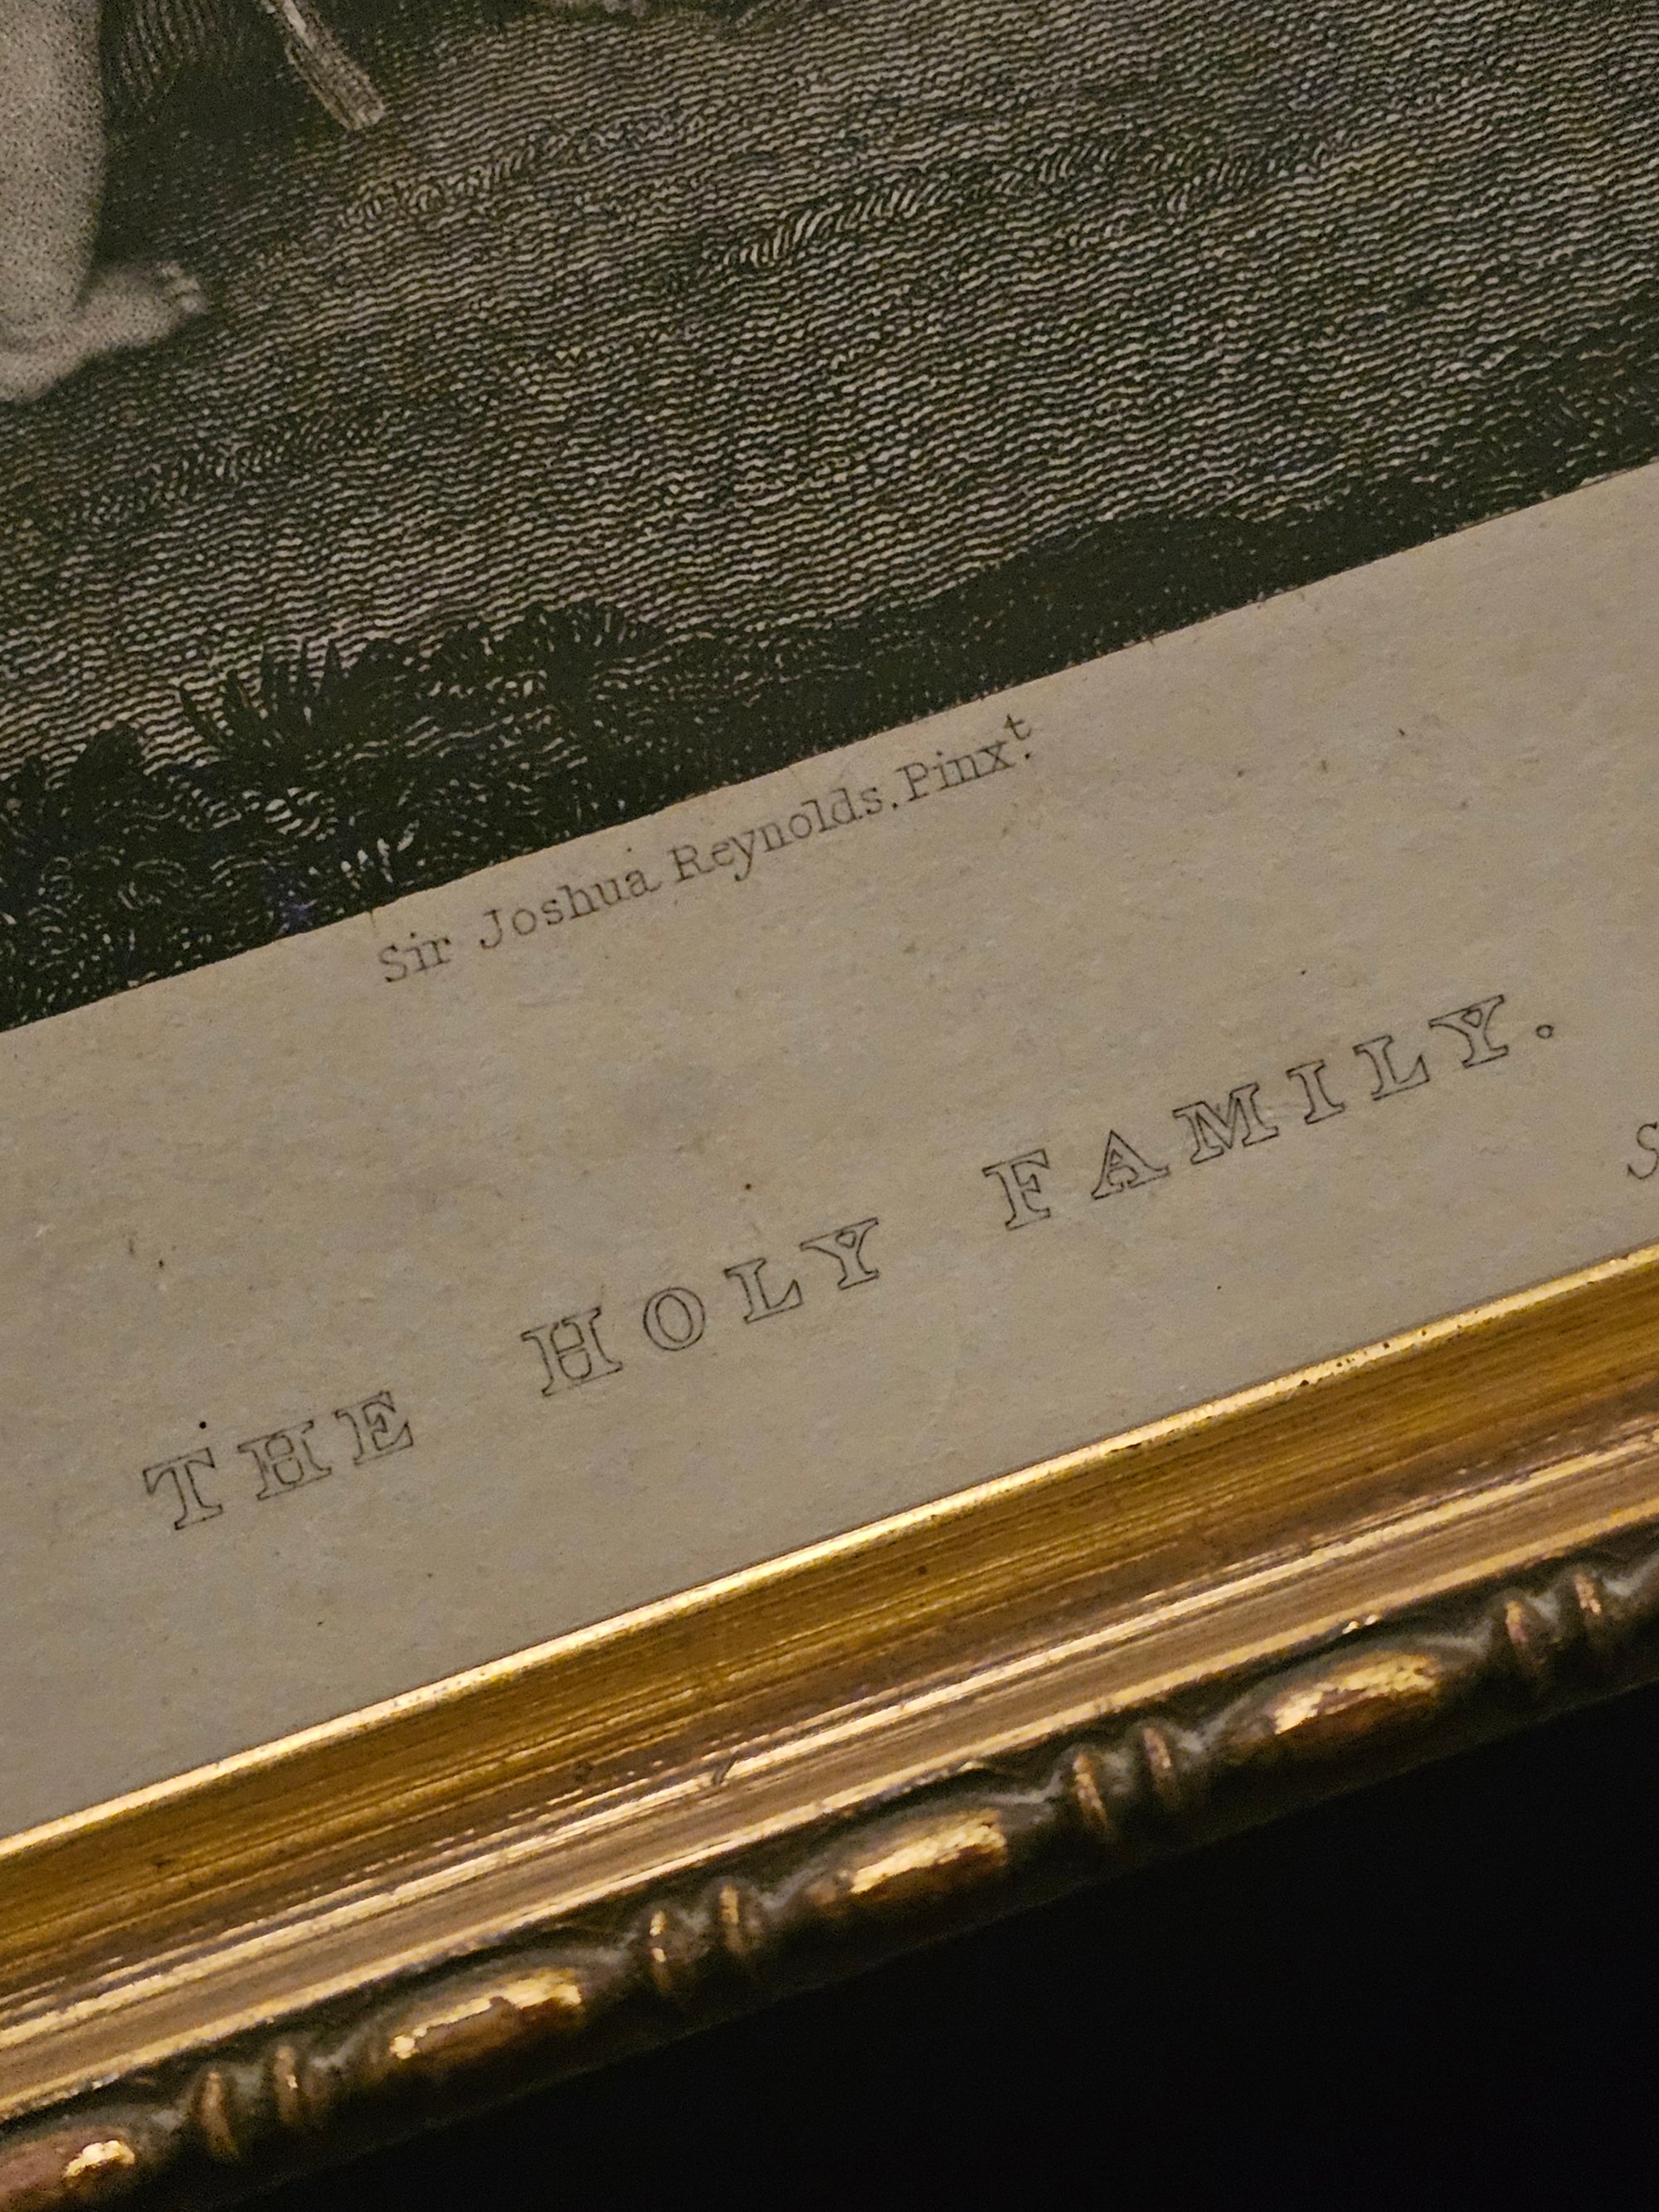 Sir Joshua Reynolds. Pinxt.
THE HOLY FAMILY.
S